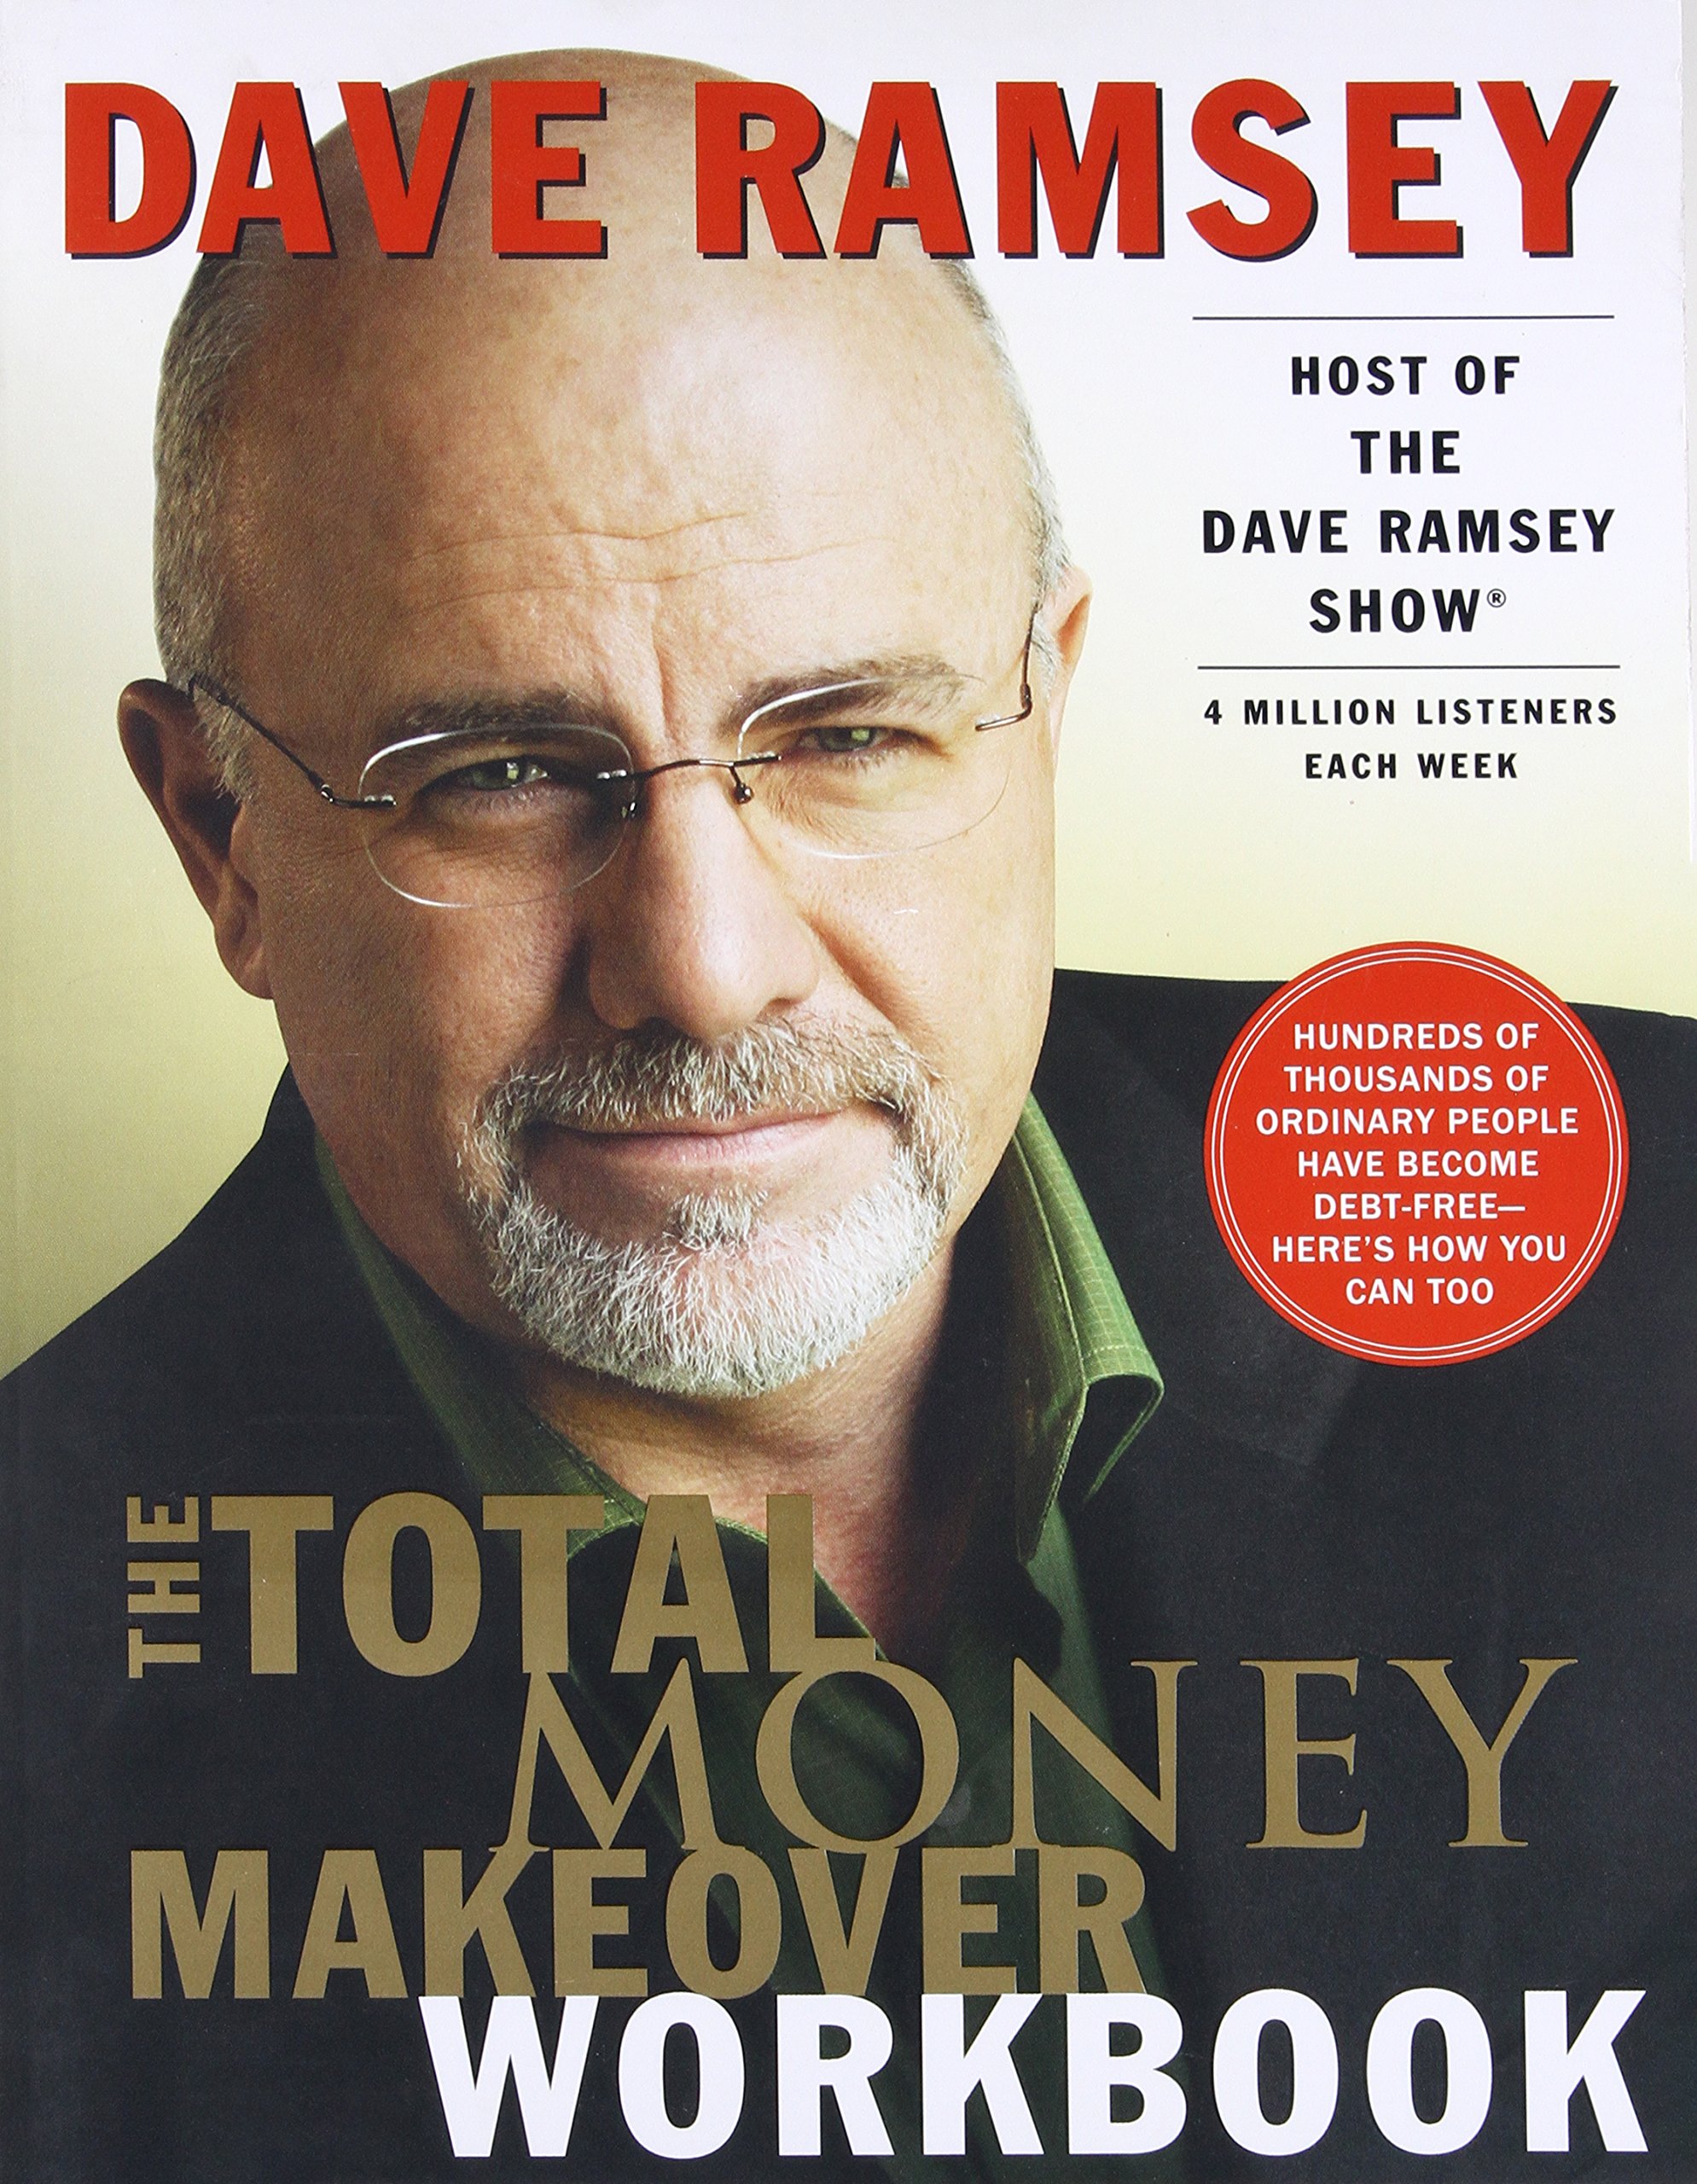 DAVE RAMSEY
HOST OF
THE
DAVE RAMSEY
SHOW®
4 MILLION LISTENERS
EACH WEEK
HUNDREDS OF
THOUSANDS OF
ORDINARY PEOPLE
HAVE BECOME
DEBT-FREE—
HERE'S HOW YOU
CAN TOO
THE TOTAL
MONEY
MAKEOVER
WORKBOOK